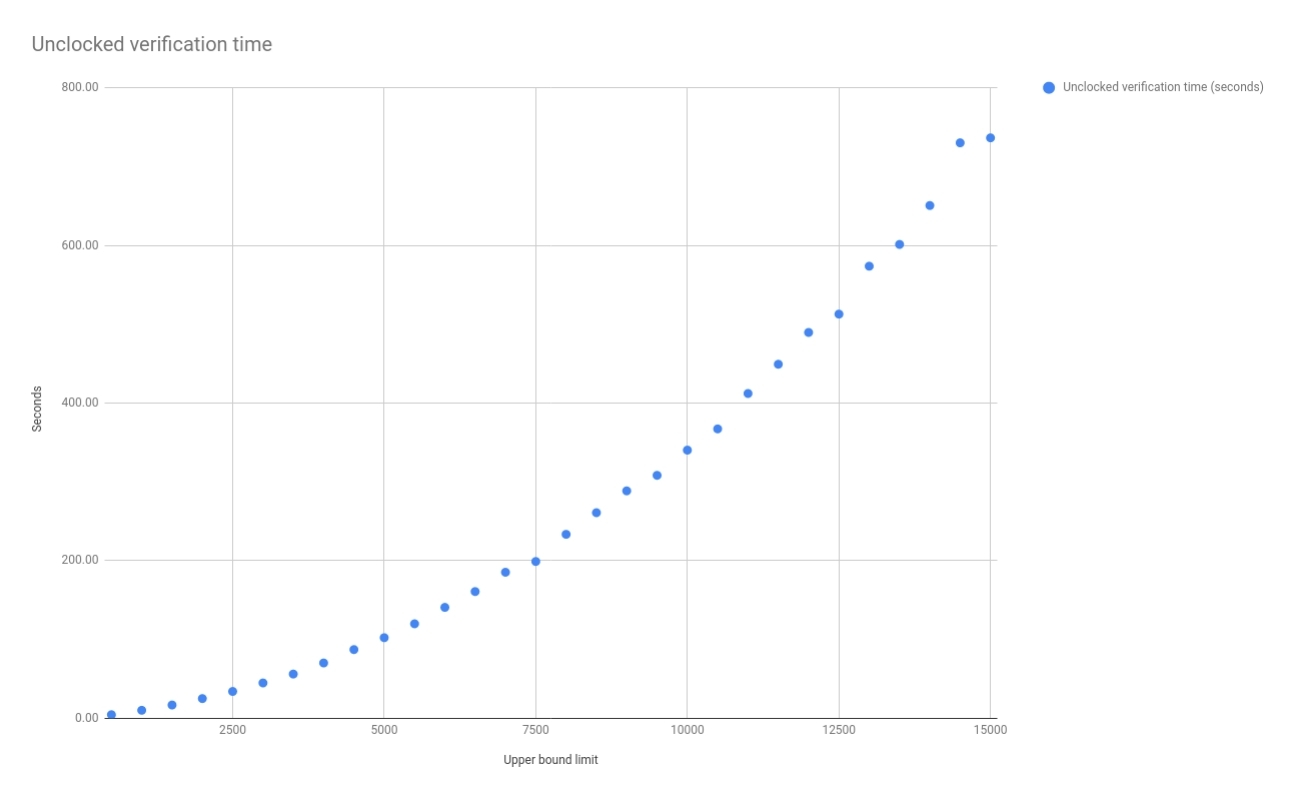 Unclocked verification time
Unclocked verification time (seconds)
800.00
600.00
400.00
200.00
0.00
Seconds
2500
5000
7500
10000
12500
15000
Upper bound limit